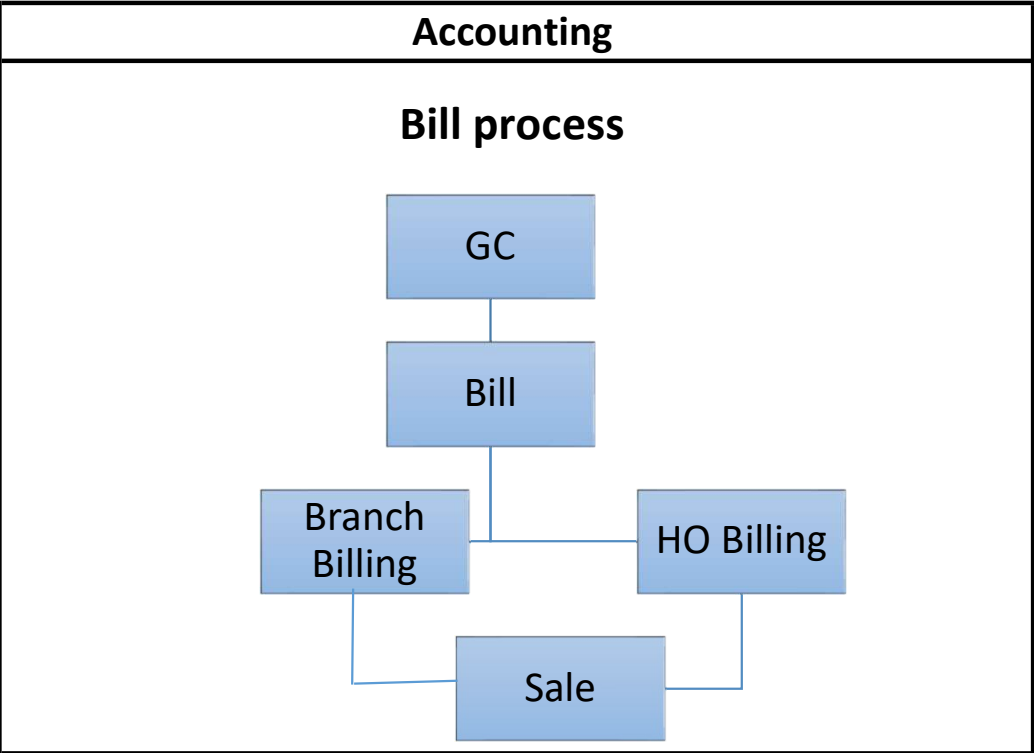 Accounting
Bill process
GC
Bill
Branch
Billing
HO Billing
Sale